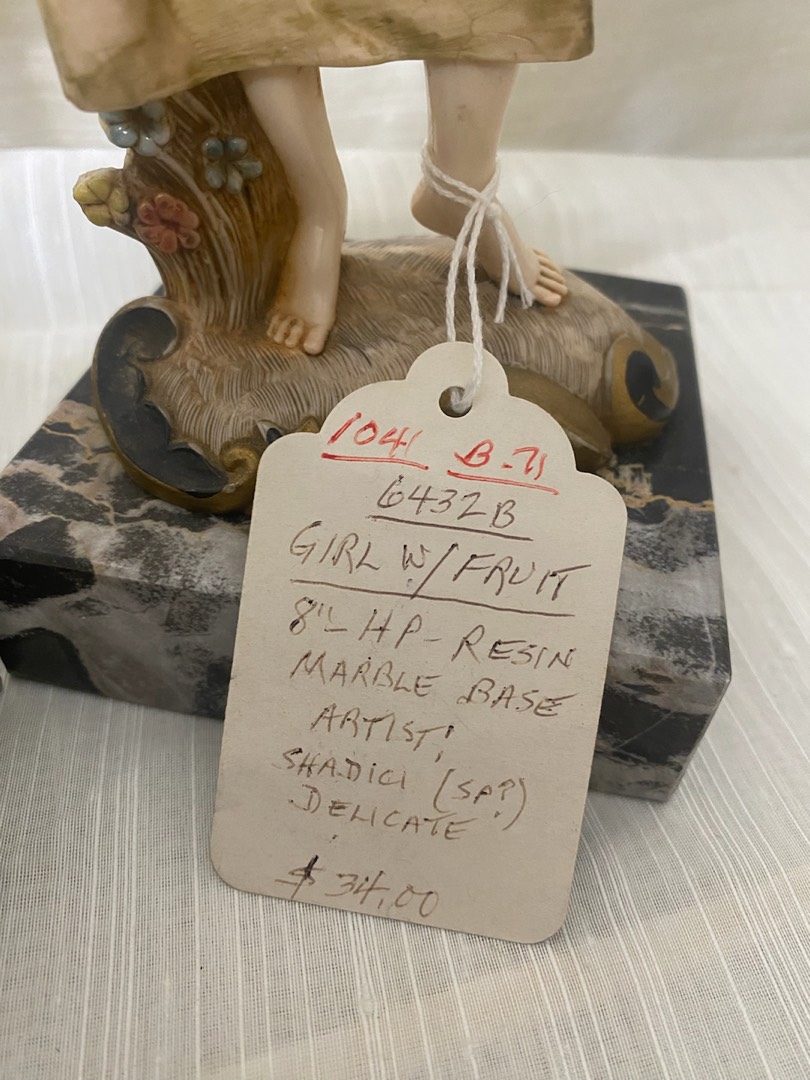 1041 B-71
6432B
GIRL W/ FRUIT
8"- HP- RESIN
MARBLE BASE
ARTIST!
SHADICI (SP?)
DELICATE
$34.00